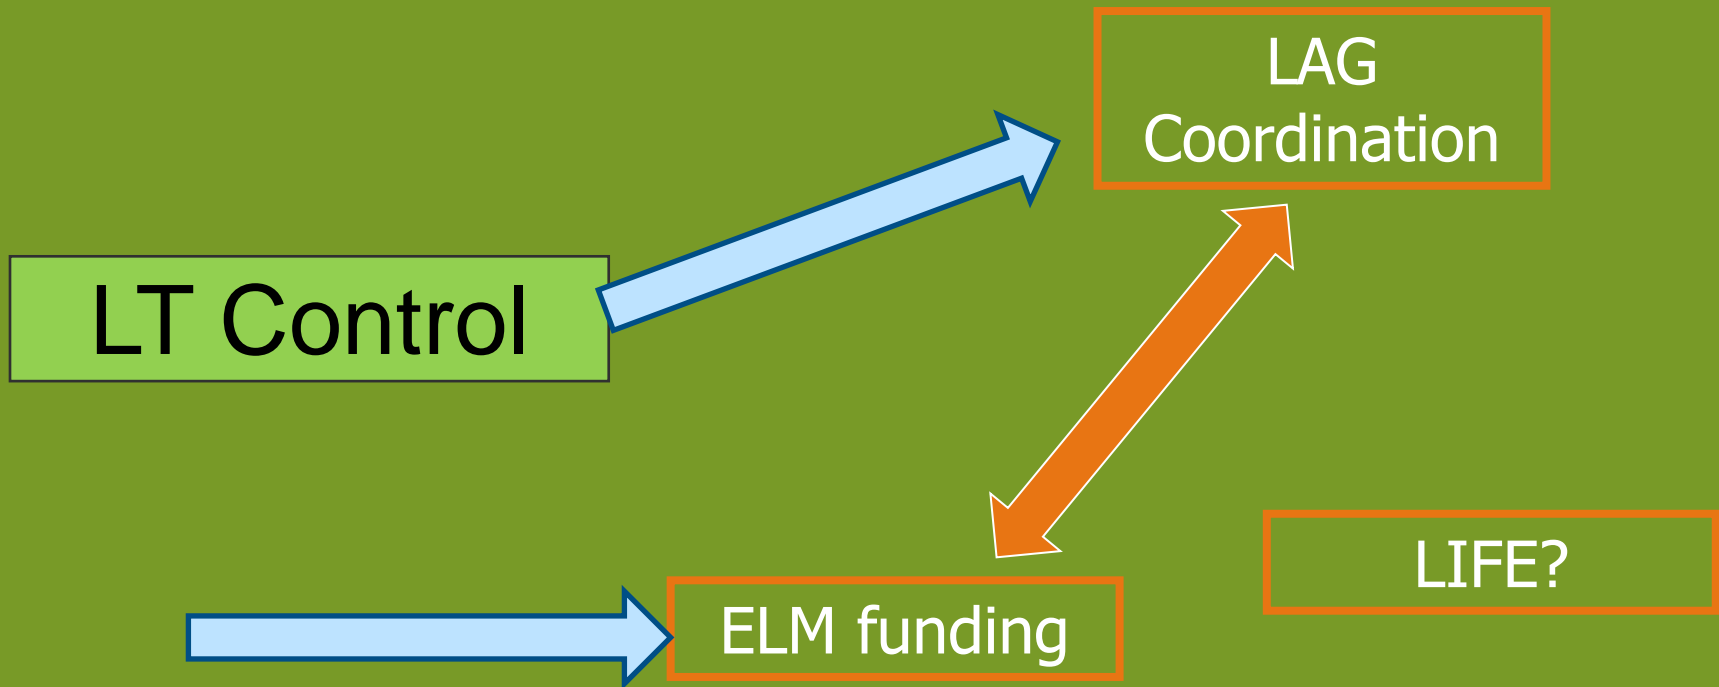 LAG
Coordination
LT Control
LIFE?
ELM funding